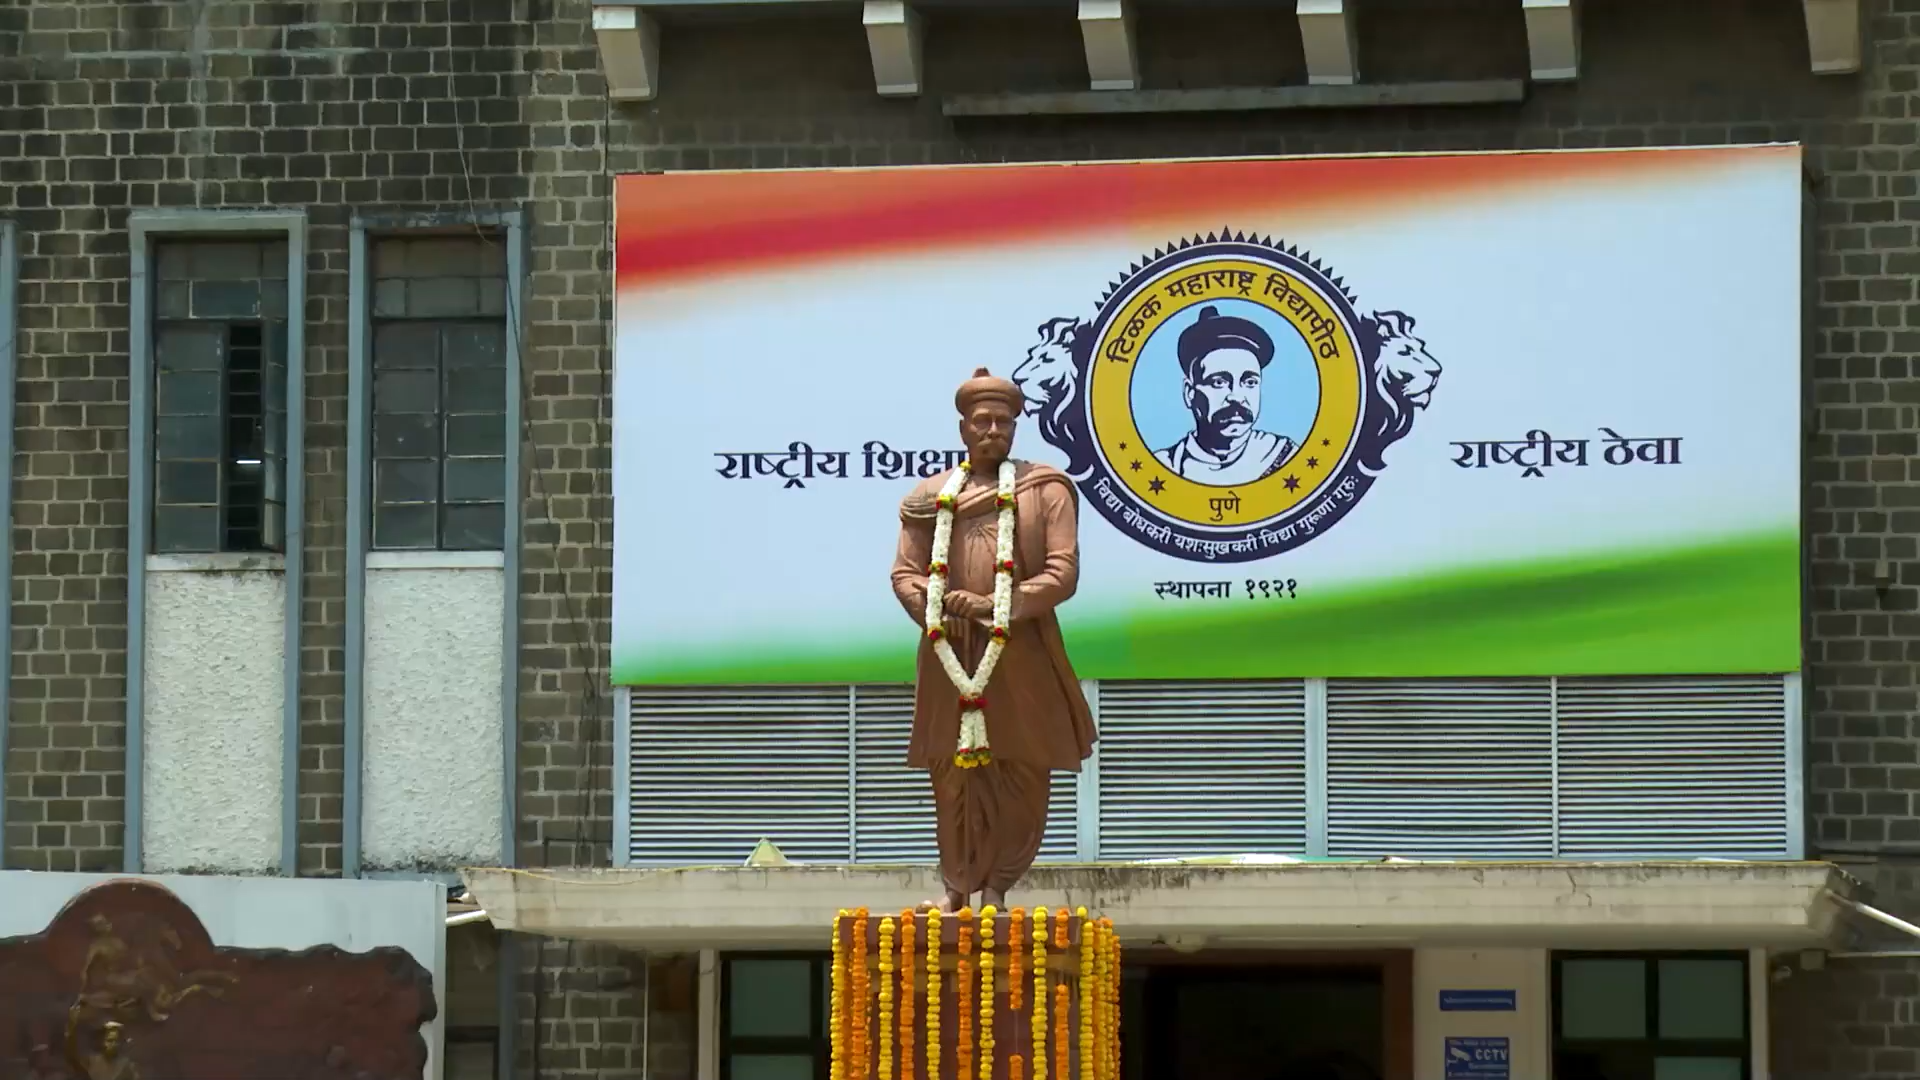 टिळक महाराष्ट्र विद्यापीठ
राष्ट्रीय शिक्षा
राष्ट्रीय ठेवा
पुणे
विद्या बोधकरी यशःसुखकरी विद्या गुरूणां गुरुः
स्थापना १९२१
CCTV